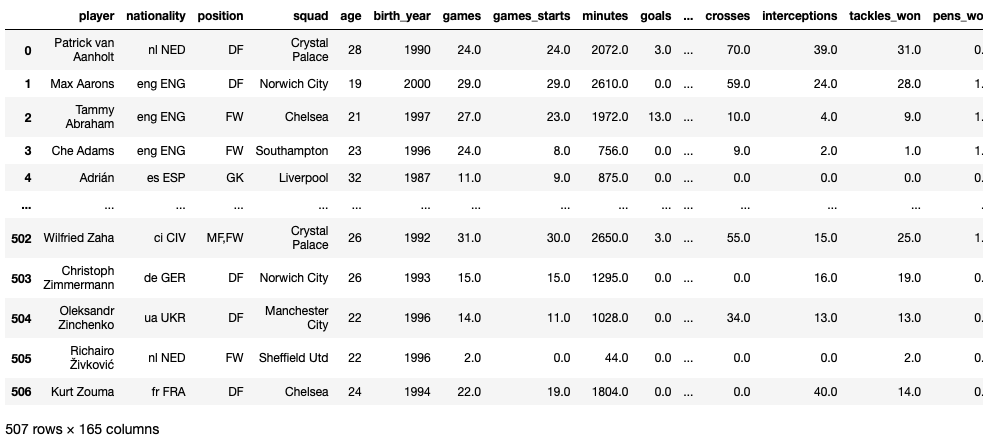 player nationality position squad age birth_year games games_starts minutes goals ... crosses interceptions tackles_won pens_wo
0 Patrick van Aanholt nl NED DF Crystal Palace 28 1990 24.0 24.0 2072.0 3.0 ... 70.0 39.0 31.0 0.
1 Max Aarons eng ENG DF Norwich City 19 2000 29.0 29.0 2610.0 0.0 ... 59.0 24.0 28.0 1.
2 Tammy Abraham eng ENG FW Chelsea 21 1997 27.0 23.0 1972.0 13.0 ... 10.0 4.0 9.0 1.
3 Che Adams eng ENG FW Southampton 23 1996 24.0 8.0 756.0 0.0 ... 9.0 2.0 1.0 1.
4 Adrián es ESP GK Liverpool 32 1987 11.0 9.0 875.0 0.0 ... 0.0 0.0 0.0 0.
... ... ... ... ... ... ... ... ... ... ... ... ... ... ... ..
502 Wilfried Zaha ci CIV MF,FW Crystal Palace 26 1992 31.0 30.0 2650.0 3.0 ... 55.0 15.0 25.0 1.
503 Christoph Zimmermann de GER DF Norwich City 26 1993 15.0 15.0 1295.0 0.0 ... 0.0 16.0 19.0 0.
504 Oleksandr Zinchenko ua UKR DF Manchester City 22 1996 14.0 11.0 1028.0 0.0 ... 34.0 13.0 13.0 0.
505 Richairo Živković nl NED FW Sheffield Utd 22 1996 2.0 0.0 44.0 0.0 ... 0.0 0.0 2.0 0.
506 Kurt Zouma fr FRA DF Chelsea 24 1994 22.0 19.0 1804.0 0.0 ... 0.0 40.0 14.0 0.
507 rows × 165 columns